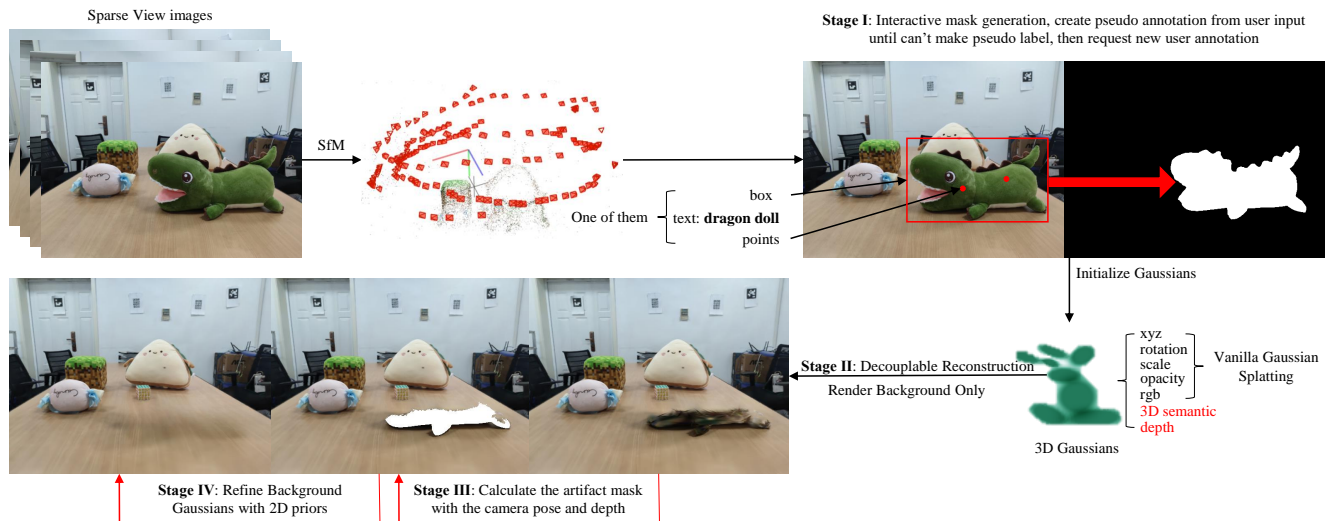 Sparse View images
Stage I: Interactive mask generation, create pseudo annotation from user input
until can't make pseudo label, then request new user annotation
SfM
box
One of them
text: dragon doll
points
Initialize Gaussians
xyz
rotation
scale
opacity
rgb
3D semantic
depth
Vanilla Gaussian
Splatting
Stage II: Decouplable Reconstruction
Render Background Only
3D Gaussians
Stage IV: Refine Background
Gaussians with 2D priors
Stage III: Calculate the artifact mask
with the camera pose and depth